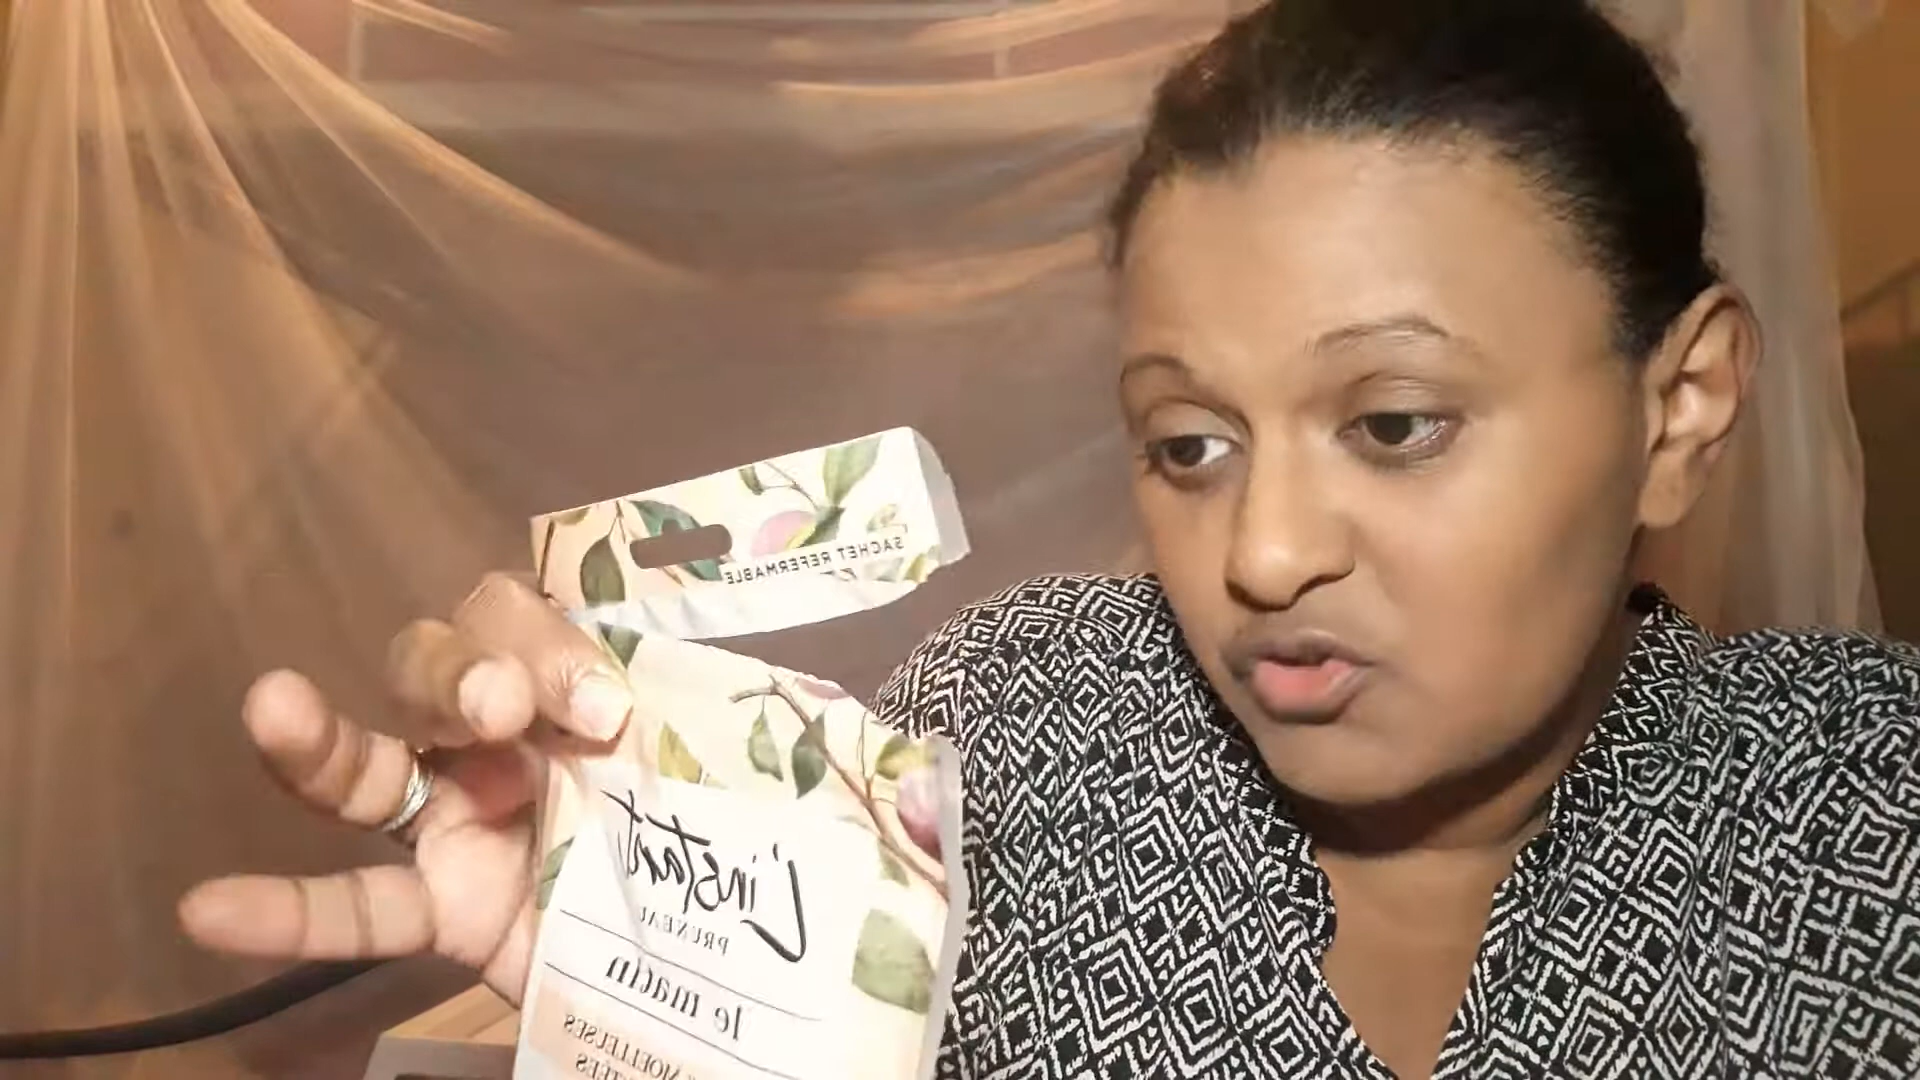 SACHET REFERMABLE
L'instant
PRUNEAU
le matin
MOELLEUSES